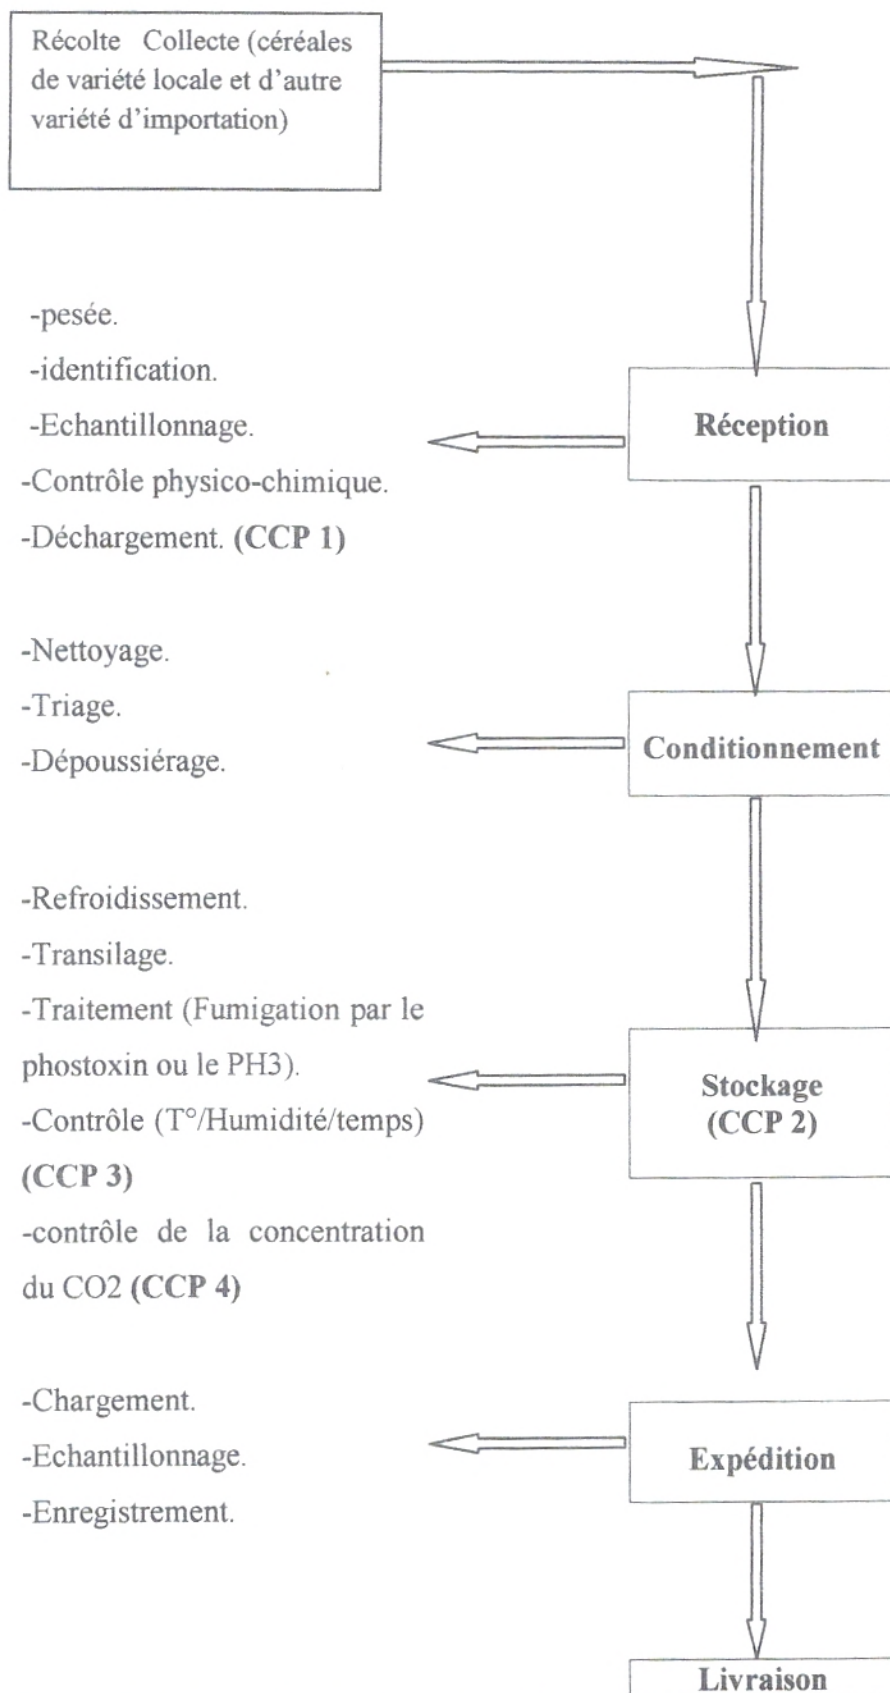 Récolte Collecte (céréales
de variété locale et d'autre
variété d'importation)
-pesée.
-identification.
-Echantillonnage.
-Contrôle physico-chimique.
-Déchargement. (CCP 1)
Réception
-Nettoyage.
-Triage.
-Dépoussiérage.
Conditionnement
-Refroidissement.
-Transilage.
-Traitement (Fumigation par le
phostoxin ou le PH3).
-Contrôle (T°/Humidité/temps)
(CCP 3)
-contrôle de la concentration
du CO2 (CCP 4)
Stockage
(CCP 2)
-Chargement.
-Echantillonnage.
-Enregistrement.
Expédition
Livraison